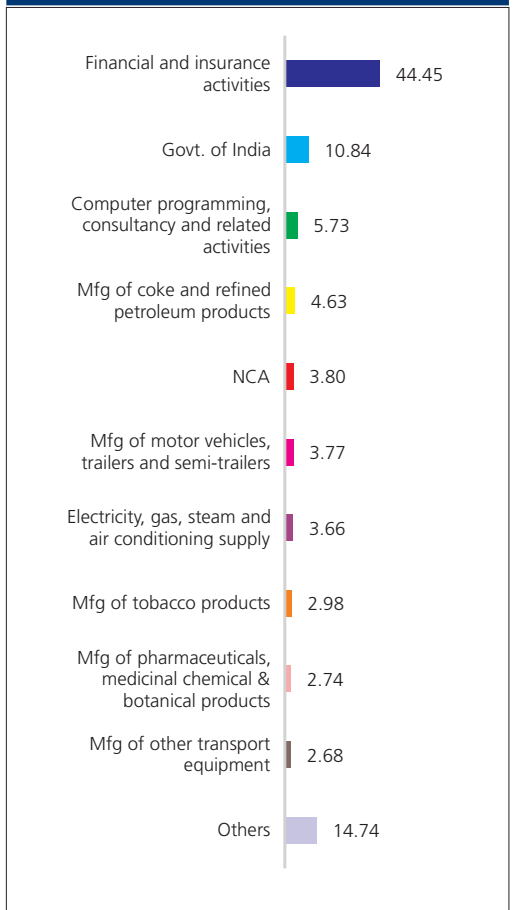 Financial and insurance
activities
44.45
Govt. of India
10.84
Computer programming,
consultancy and related
activities
5.73
Mfg of coke and refined
petroleum products
4.63
NCA
3.80
Mfg of motor vehicles,
trailers and semi-trailers
3.77
Electricity, gas, steam and
air conditioning supply
3.66
Mfg of tobacco products
2.98
Mfg of pharmaceuticals,
medicinal chemical &
botanical products
2.74
Mfg of other transport
equipment
2.68
Others
14.74